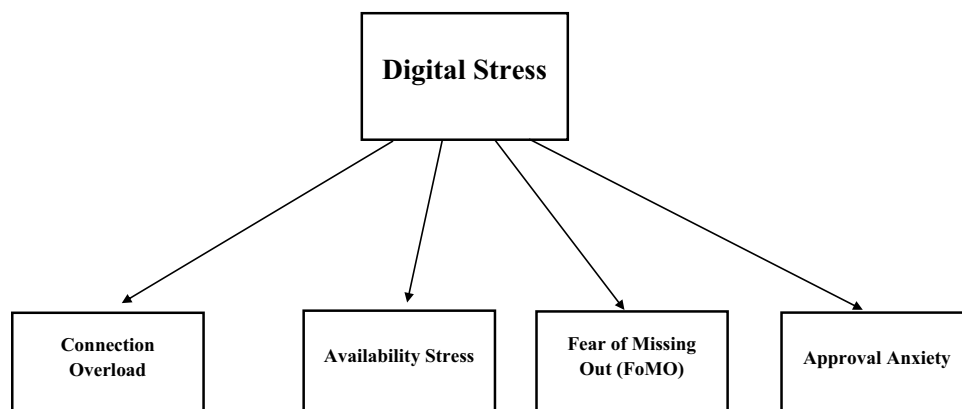 Digital Stress
Connection
Overload
Availability Stress
Fear of Missing
Out (FoMO)
Approval Anxiety